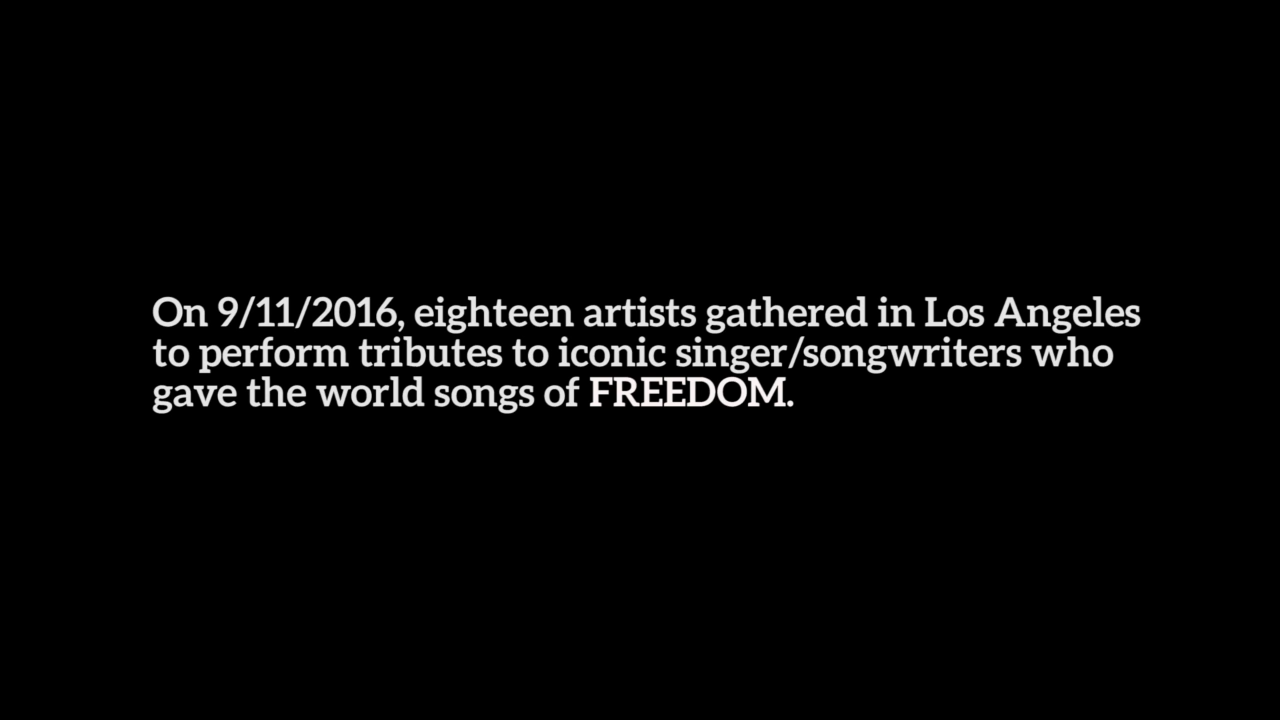 On 9/11/2016, eighteen artists gathered in Los Angeles
to perform tributes to iconic singer/songwriters who
gave the world songs of FREEDOM.